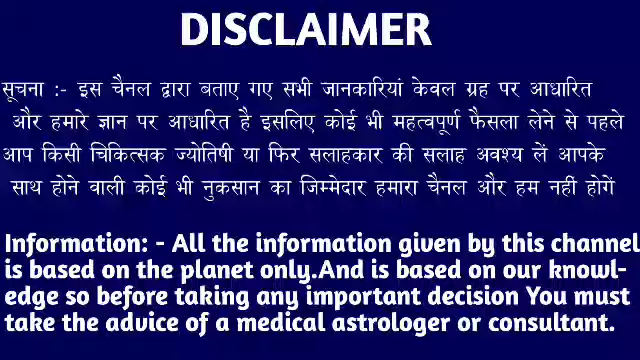 DISCLAIMER
सूचना :- इस चैनल द्वारा बताए गए सभी जानकारियां केवल ग्रह पर आधारित
और हमारे ज्ञान पर आधारित है इसलिए कोई भी महत्वपूर्ण फैसला लेने से पहले
आप किसी चिकित्सक ज्योतिषी या फिर सलाहकार की सलाह अवश्य लें आपके
साथ होने वाली कोई भी नुकसान का जिम्मेदार हमारा चैनल और हम नहीं होगें
Information: - All the information given by this channel
is based on the planet only.And is based on our knowl-
edge so before taking any important decision You must
take the advice of a medical astrologer or consultant.